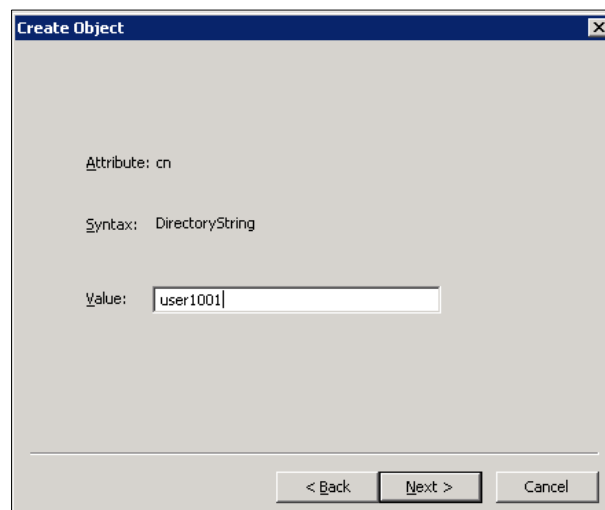 Create Object
Attribute: cn
Syntax: DirectoryString
Value: user1001
< Back Next > Cancel